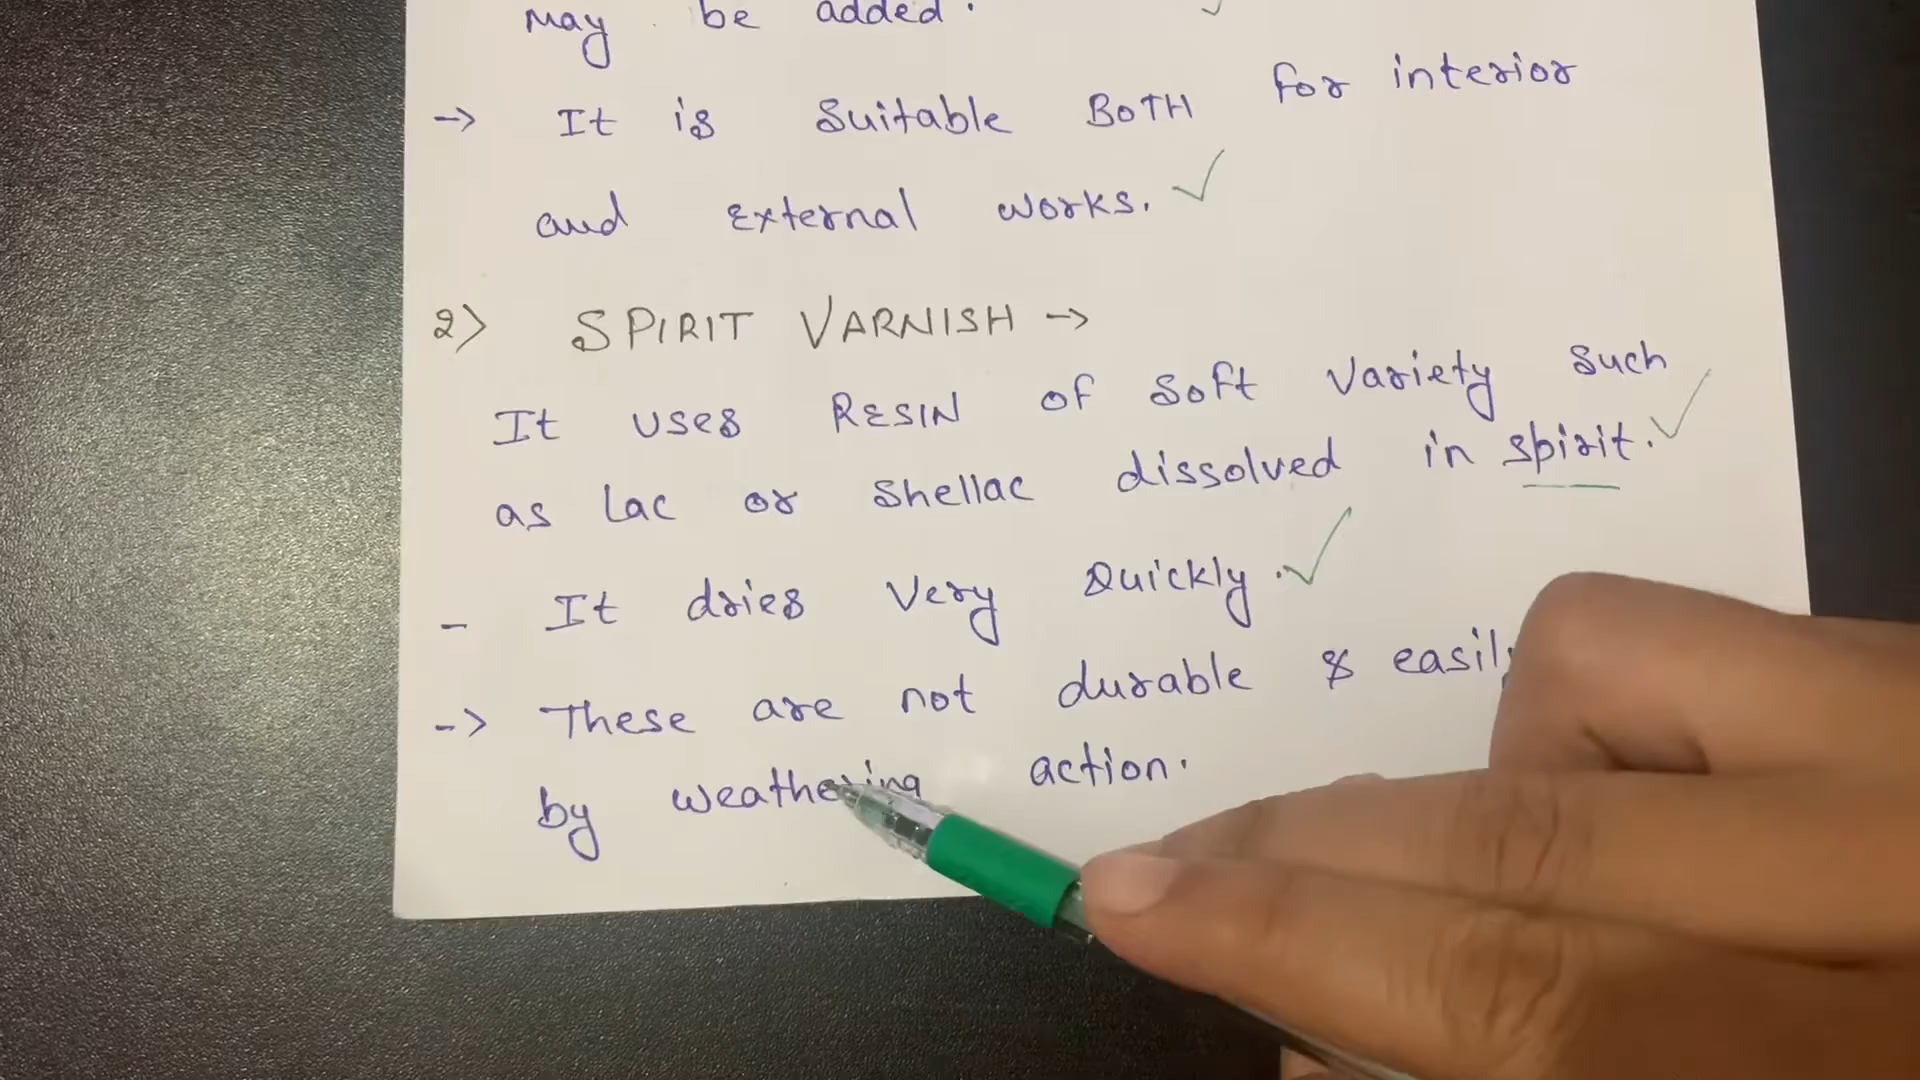 May be added.
→ It is Suitable BOTH for interior
and External works.
2) SPIRIT VARNISH →
It uses RESIN of soft variety such
as Lac or Shellac dissolved in spirit.
- It dries very Quickly.
→ These are not durable & easily
by weathering action.